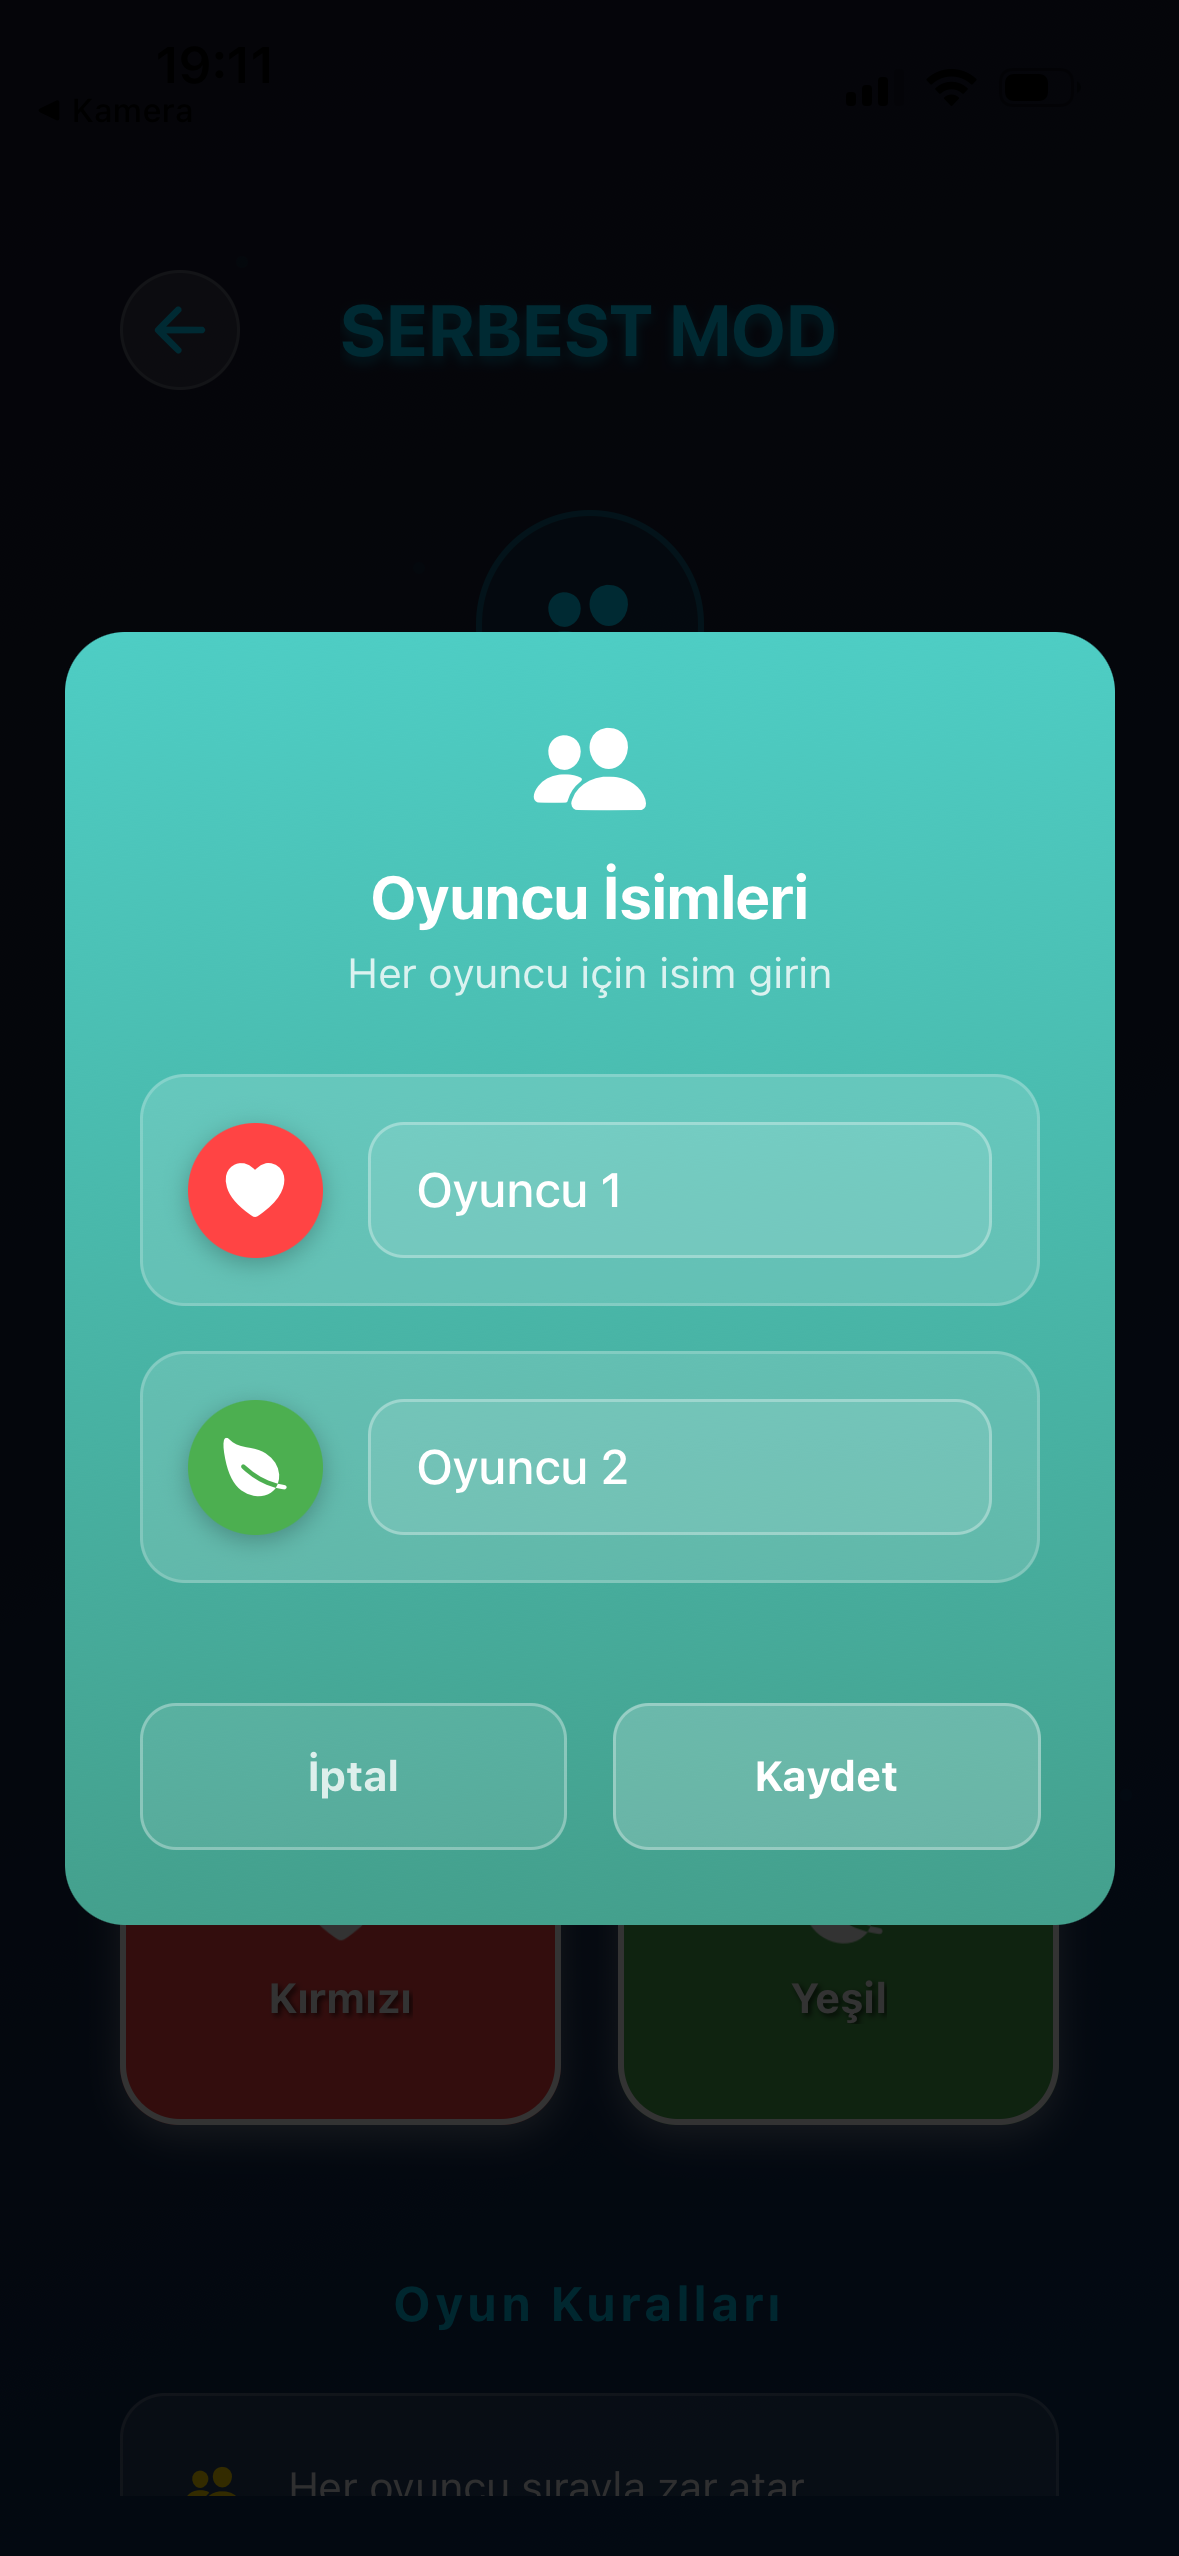 19:11
Kamera
SERBEST MOD
Oyuncu İsimleri
Her oyuncu için isim girin
Oyuncu 1
Oyuncu 2
İptal
Kaydet
Kırmızı
Yeşil
Oyun Kuralları
Her oyuncu sırayla zar atar